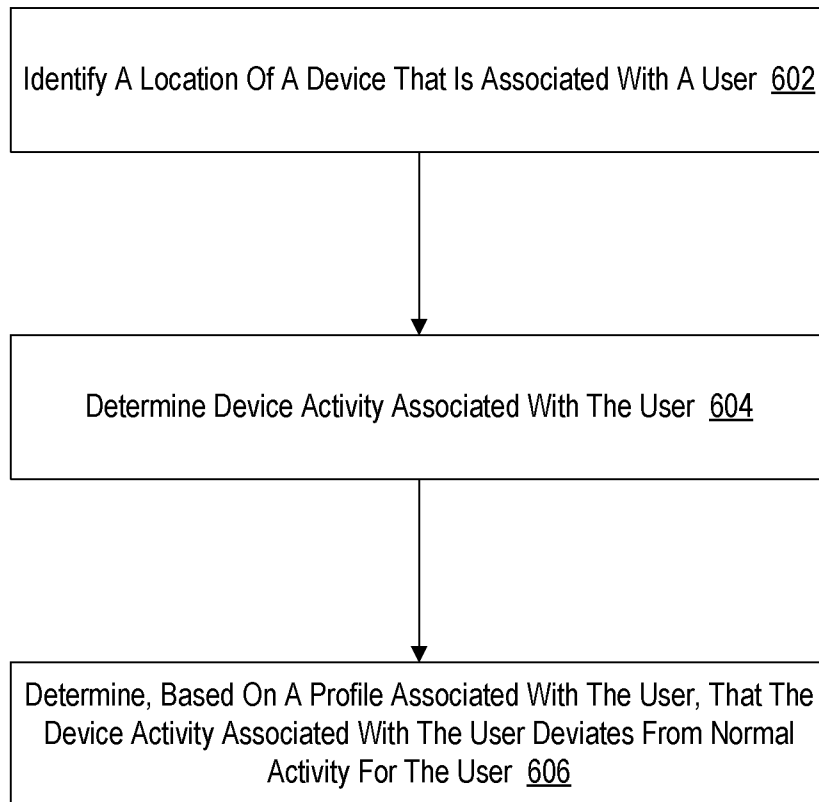 Identify A Location Of A Device That Is Associated With A User 602
Determine Device Activity Associated With The User 604
Determine, Based On A Profile Associated With The User, That The
Device Activity Associated With The User Deviates From Normal
Activity For The User 606